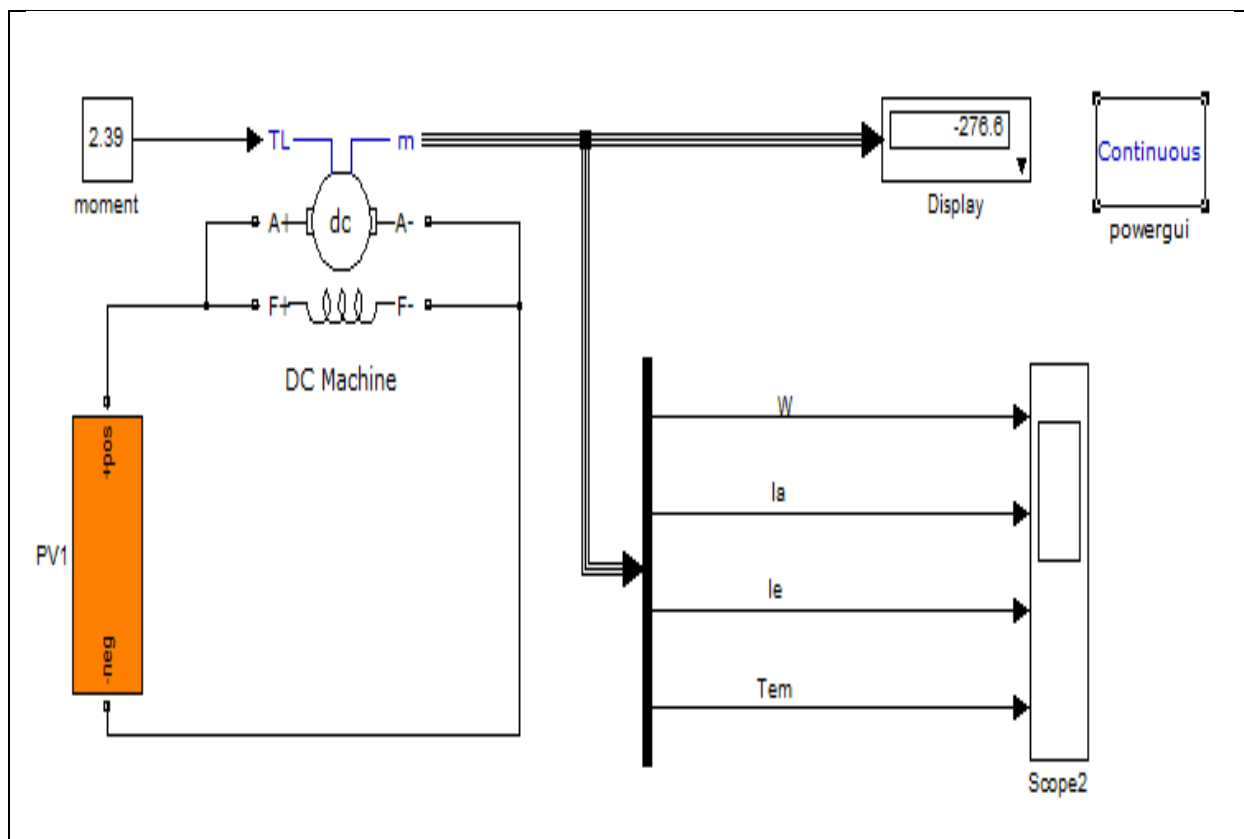 2.39
moment
TL
m
A+
dc
A-
F+
F-
DC Machine
-276.6
Display
Continuous
powergui
+pos
PV1
-neg
W
Ia
Ie
Tem
Scope2